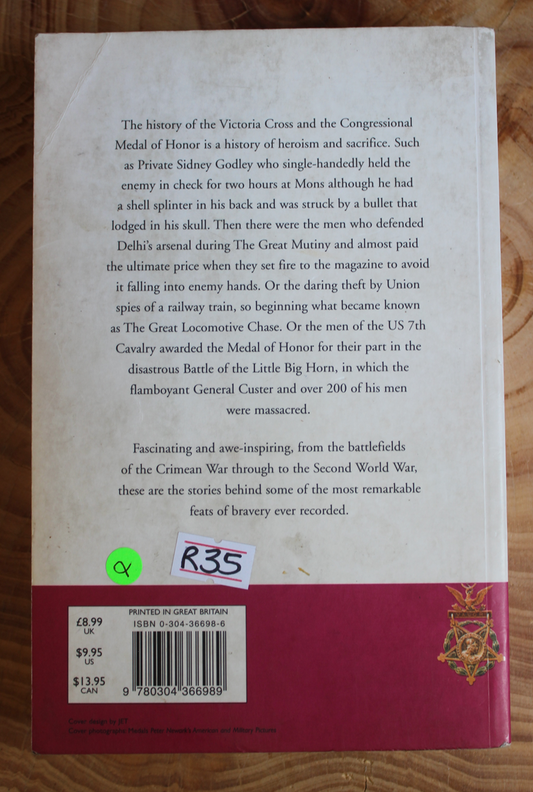 The history of the Victoria Cross and the Congressional
Medal of Honor is a history of heroism and sacrifice. Such
as Private Sidney Godley who single-handedly held the
enemy in check for two hours at Mons although he had
a shell splinter in his back and was struck by a bullet that
lodged in his skull. Then there were the men who defended
Delhi's arsenal during The Great Mutiny and almost paid
the ultimate price when they set fire to the magazine to avoid
it falling into enemy hands. Or the daring theft by Union
spies of a railway train, so beginning what became known
as The Great Locomotive Chase. Or the men of the US 7th
Cavalry awarded the Medal of Honor for their part in the
disastrous Battle of the Little Big Horn, in which the
flamboyant General Custer and over 200 of his men
were massacred.
Fascinating and awe-inspiring, from the battlefields
of the Crimean War through to the Second World War,
these are the stories behind some of the most remarkable
feats of bravery ever recorded.
R35
£8.99
UK
$9.95
US
$13.95
CAN
PRINTED IN GREAT BRITAIN
ISBN 0-304-36698-6
9 780304 366989
Cover design by
Cover photographs: American and Military Results